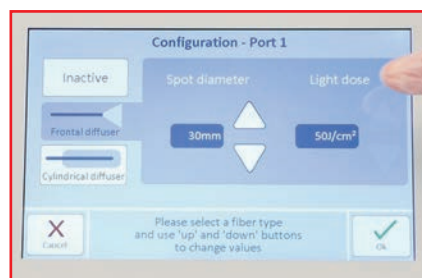 Configuration - Port 1
Inactive
Spot diameter
Light dose
Frontal diffuser
30mm
50J/cm²
Cylindrical diffuser
Please select a fiber type
and use 'up' and 'down' buttons
to change values
Cancel
Ok